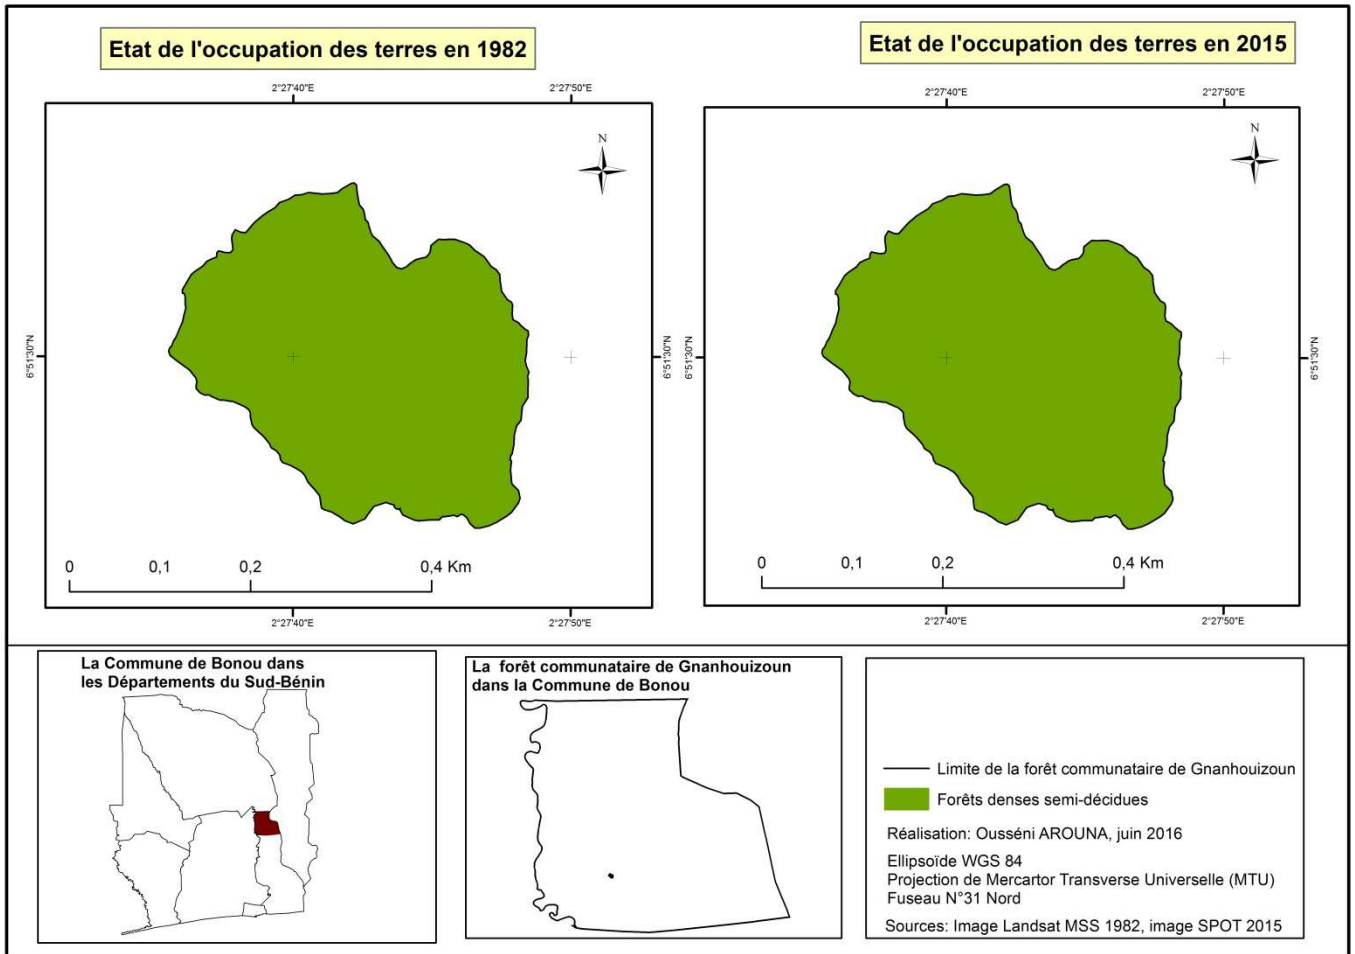 Etat de l'occupation des terres en 1982
2°27'40"E
2°27'50"E
N
6°51'30"N
6°51'30"N
0
0,1
0,2
0,4 Km
2°27'40"E
2°27'50"E
Etat de l'occupation des terres en 2015
2°27'40"E
2°27'50"E
N
6°51'30"N
0
0,1
0,2
0,4 Km
2°27'40"E
2°27'50"E
La Commune de Bonou dans
les Départements du Sud-Bénin
La forêt communataire de Gnanhouizoun
dans la Commune de Bonou
Limite de la forêt communataire de Gnanhouizoun
Forêts denses semi-décidues
Réalisation: Ousséni AROUNA, juin 2016
Ellipsoïde WGS 84
Projection de Mercartor Transverse Universelle (MTU)
Fuseau N°31 Nord
Sources: Image Landsat MSS 1982, image SPOT 2015